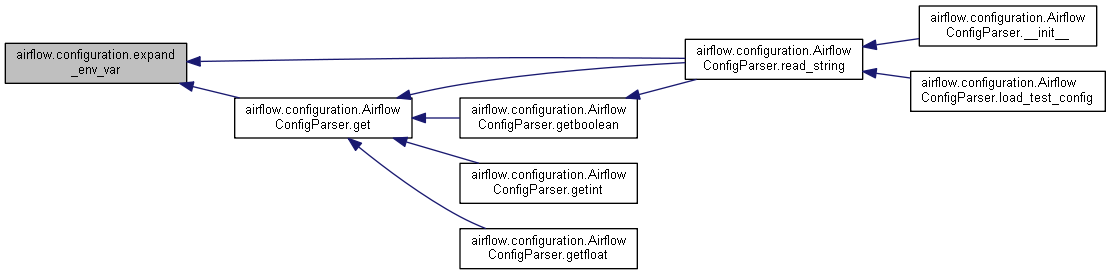 airflow.configuration.expand
_env_var
airflow.configuration.Airflow
ConfigParser.get
airflow.configuration.Airflow
ConfigParser.read_string
airflow.configuration.Airflow
ConfigParser.getboolean
airflow.configuration.Airflow
ConfigParser.getint
airflow.configuration.Airflow
ConfigParser.getfloat
airflow.configuration.Airflow
ConfigParser.__init__
airflow.configuration.Airflow
ConfigParser.load_test_config